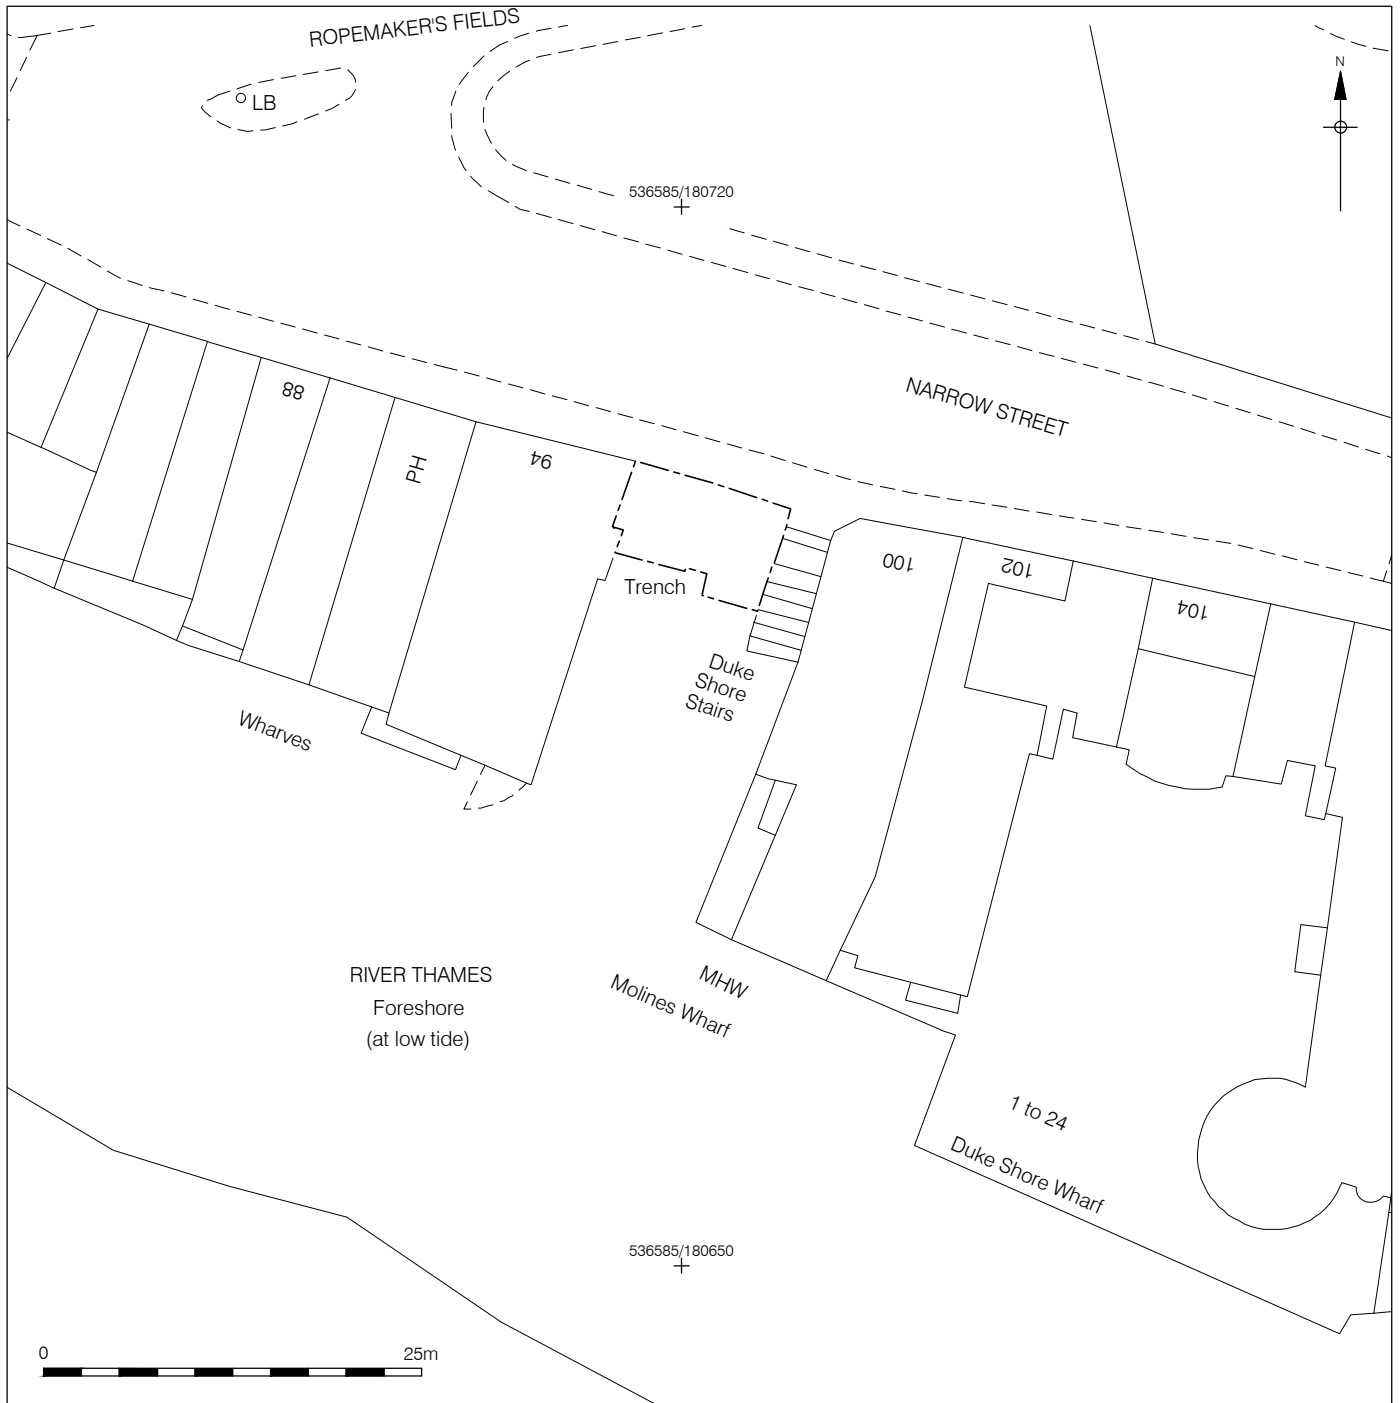 ROPEMAKER'S FIELDS
LB
N
536585/180720
NARROW STREET
88
PH
94
100
102
104
Trench
Duke
Shore
Stairs
Wharves
RIVER THAMES
Foreshore
(at low tide)
MHW
Molines Wharf
1 to 24
Duke Shore Wharf
536585/180650
0
25m